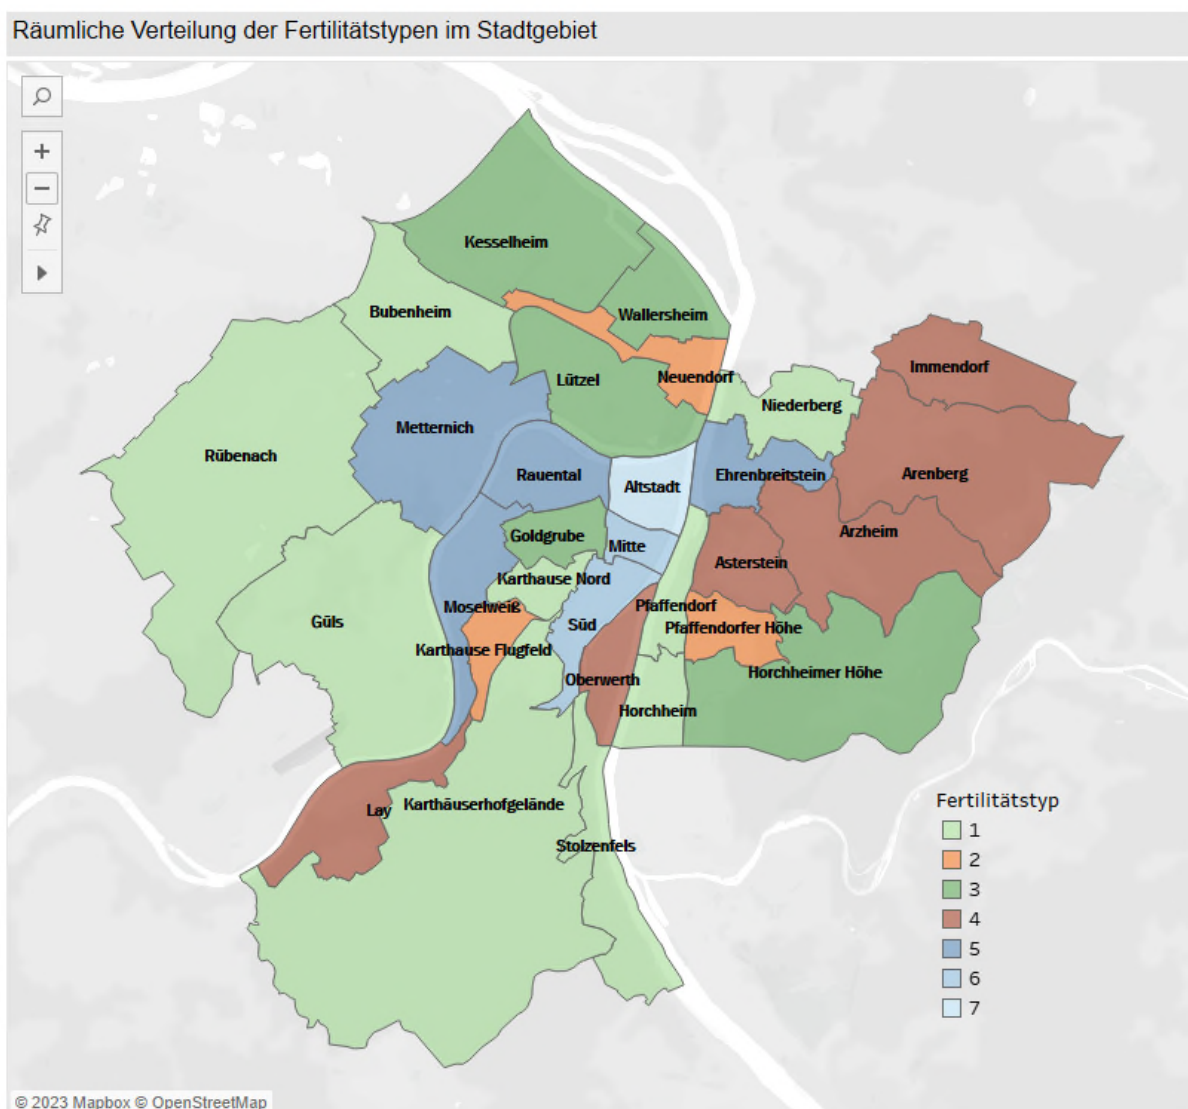 Räumliche Verteilung der Fertilitätstypen im Stadtgebiet
Kesselheim
Bubenheim
Wallersheim
Immendorf
Lützel
Neuendorf
Niederberg
Metternich
Rübenach
Rauental
Altstadt
Ehrenbreitstein
Arenberg
Goldgrube
Mitte
Arzheim
Asterstein
Karthause Nord
Moselweiß
Pfaffendorf
Güls
Süd
Pfaffendorfer Höhe
Karthause Flugfeld
Oberwerth
Horchheimer Höhe
Horchheim
Lay
Karthäuserhofgelände
Stolzenfels
Fertilitätstyp
1
2
3
4
5
6
7
© 2023 Mapbox © OpenStreetMap